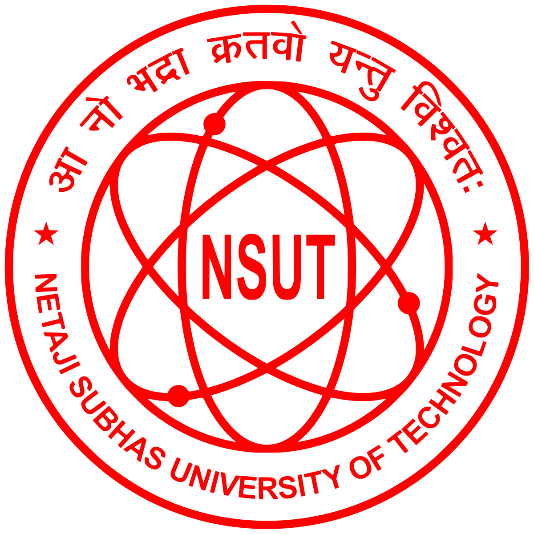 आ नो भद्रा क्रतवो यन्तु विश्वतः
NSUT
NETAJI SUBHAS UNIVERSITY OF TECHNOLOGY